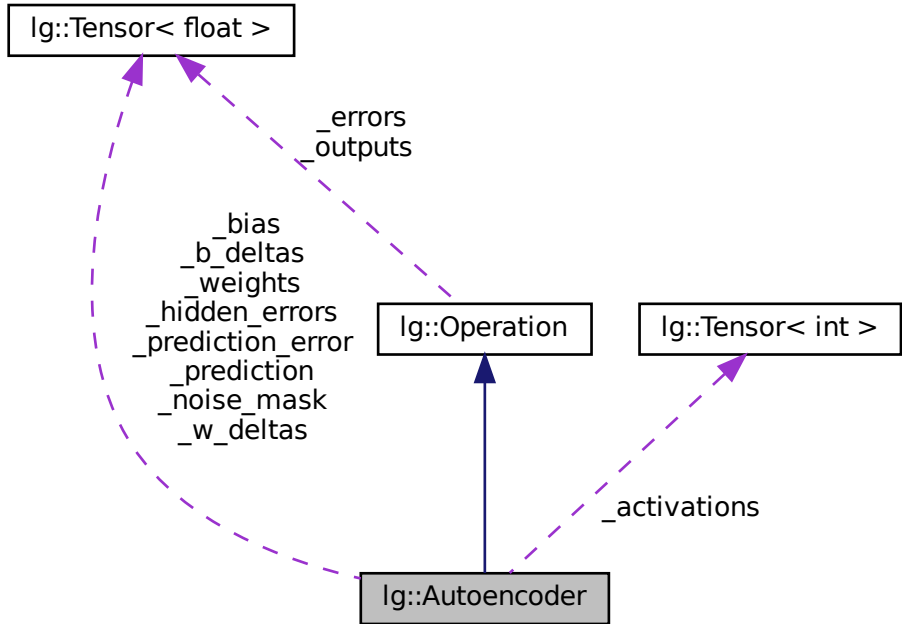 lg::Tensor< float >
_errors
_outputs
_bias
_b_deltas
_weights
_hidden_errors
_prediction_error
_prediction
_noise_mask
_w_deltas
lg::Operation
lg::Tensor< int >
_activations
lg::Autoencoder